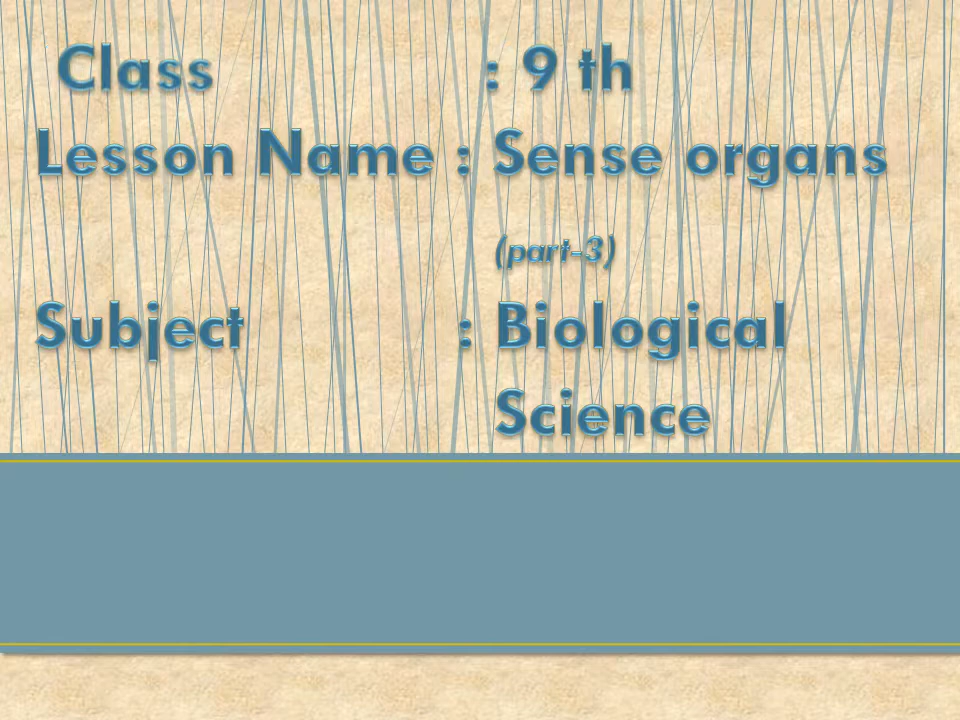 Class : 9 th
Lesson Name : Sense organs
(part-3)
Subject : Biological
Science